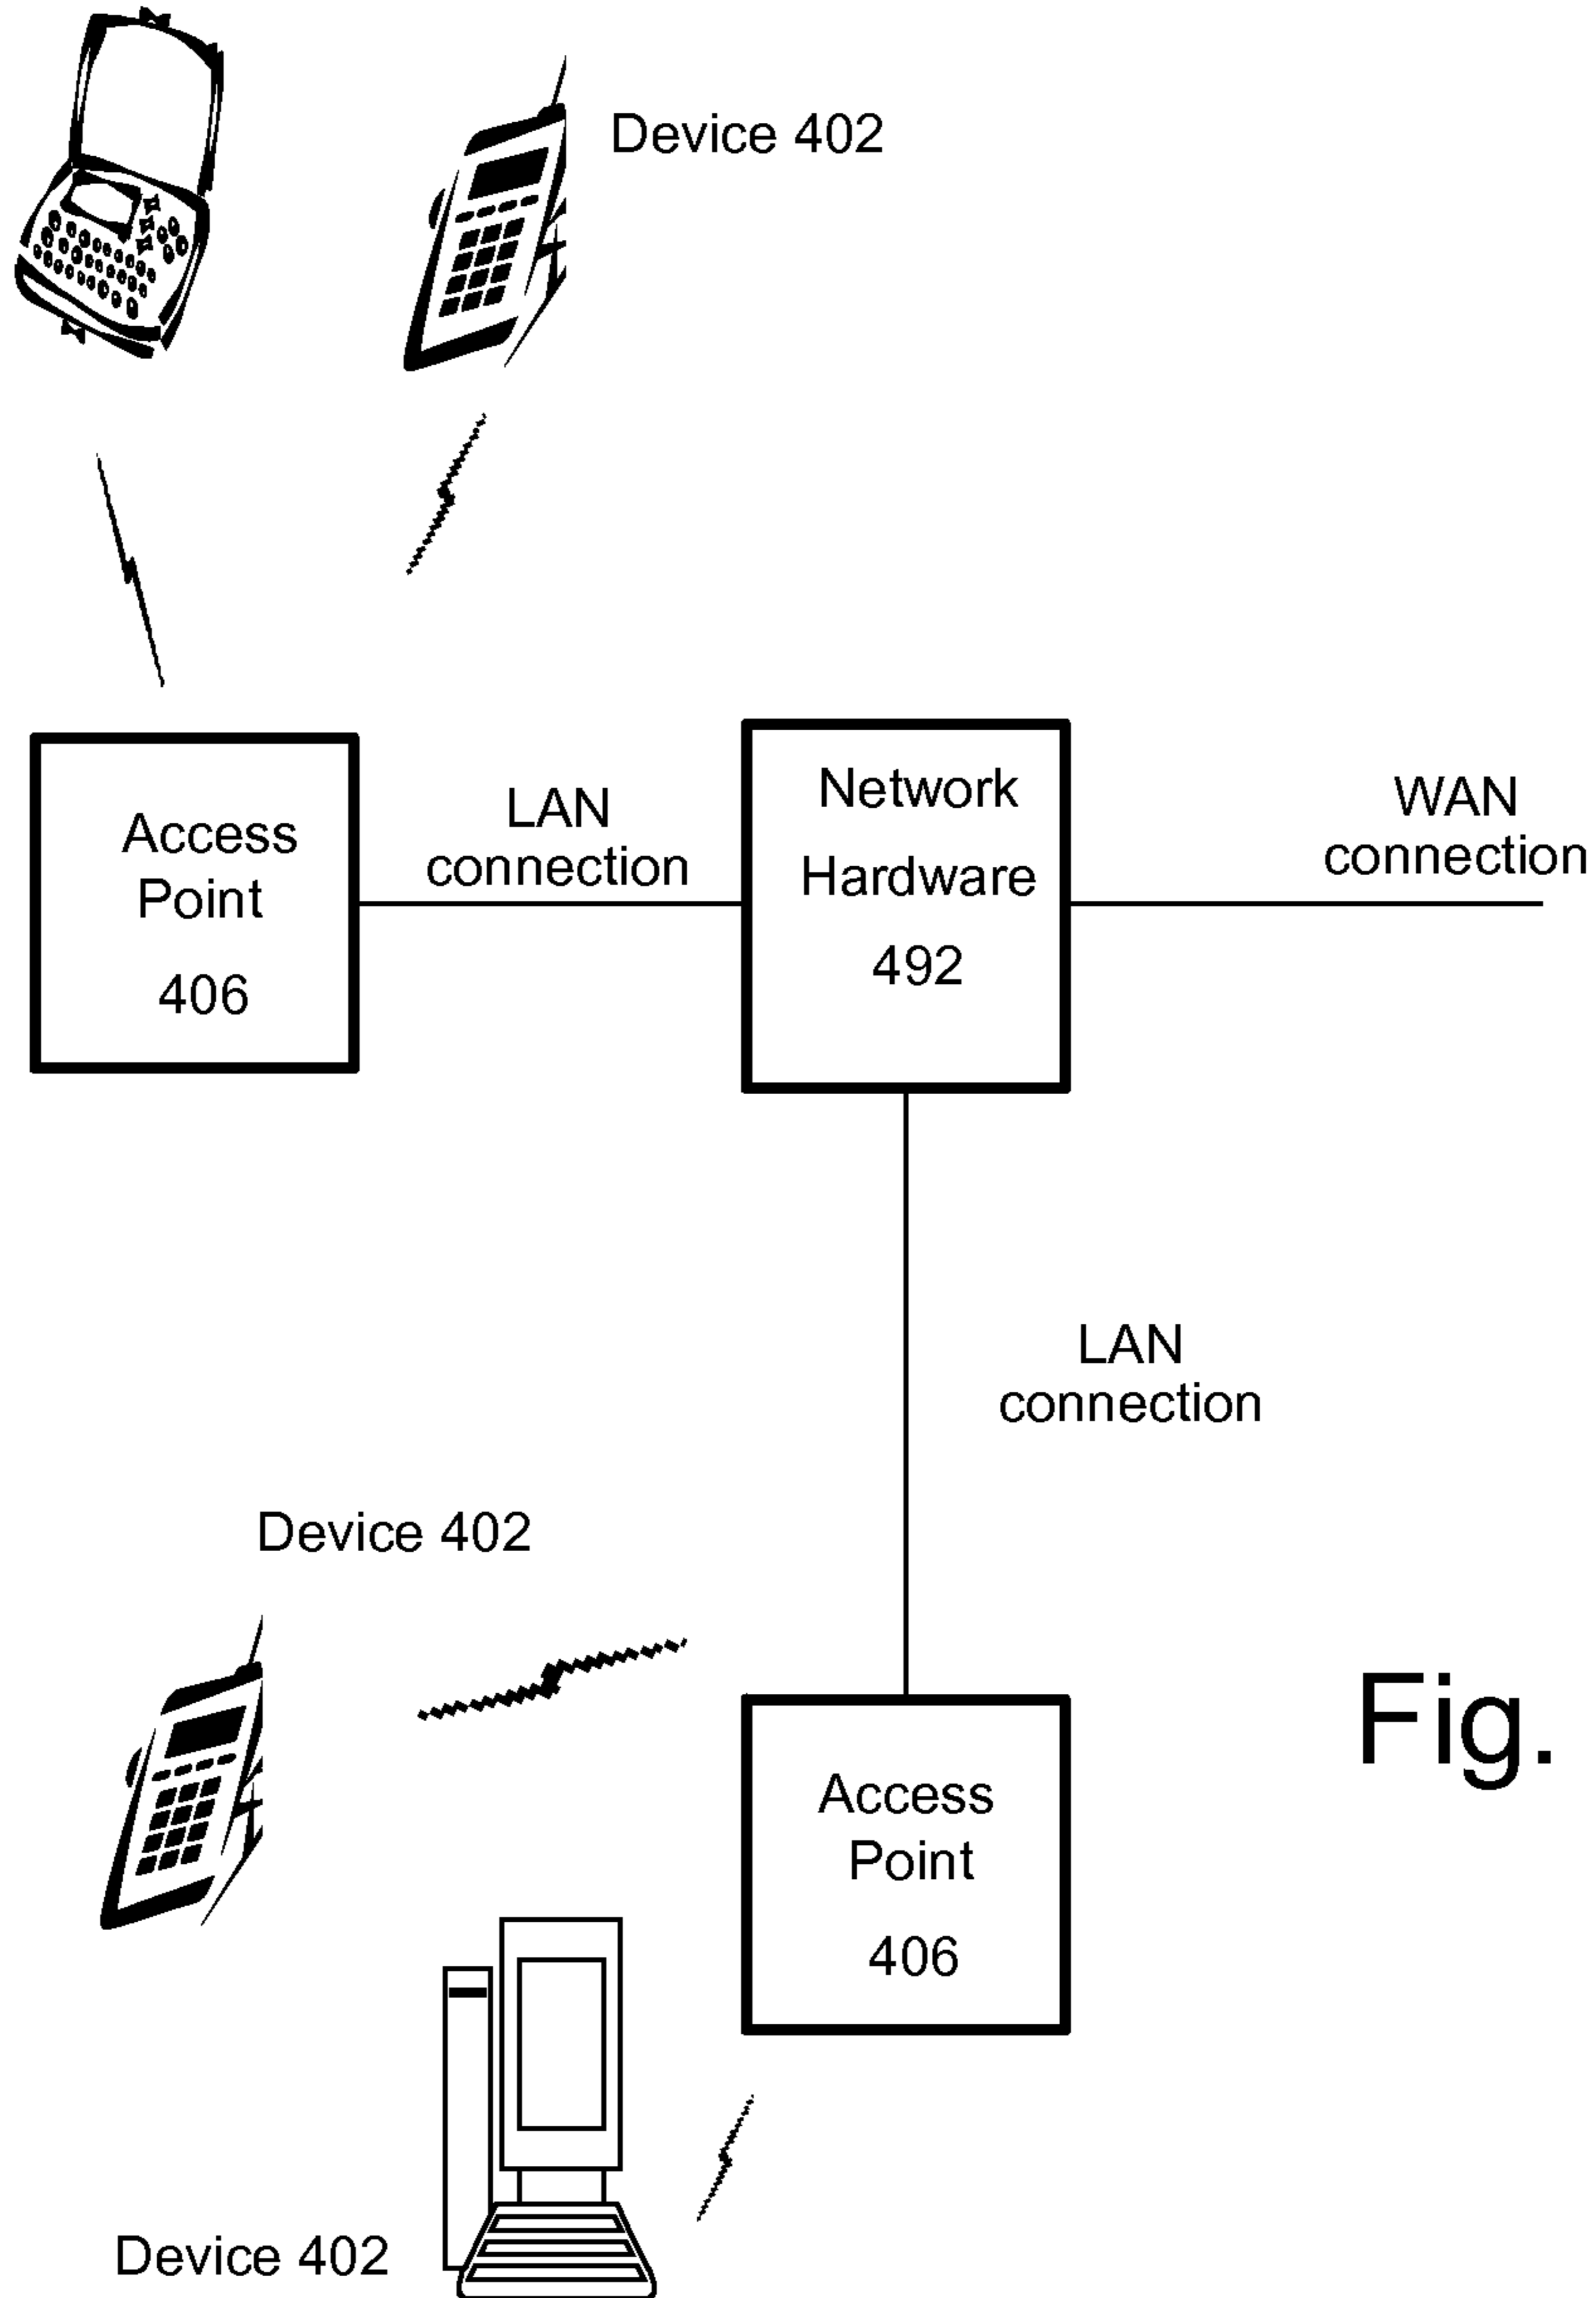 Device 402
Access
Point
406
LAN
connection
Network
Hardware
492
WAN
connection
LAN
connection
Device 402
Fig.
Access
Point
406
Device 402